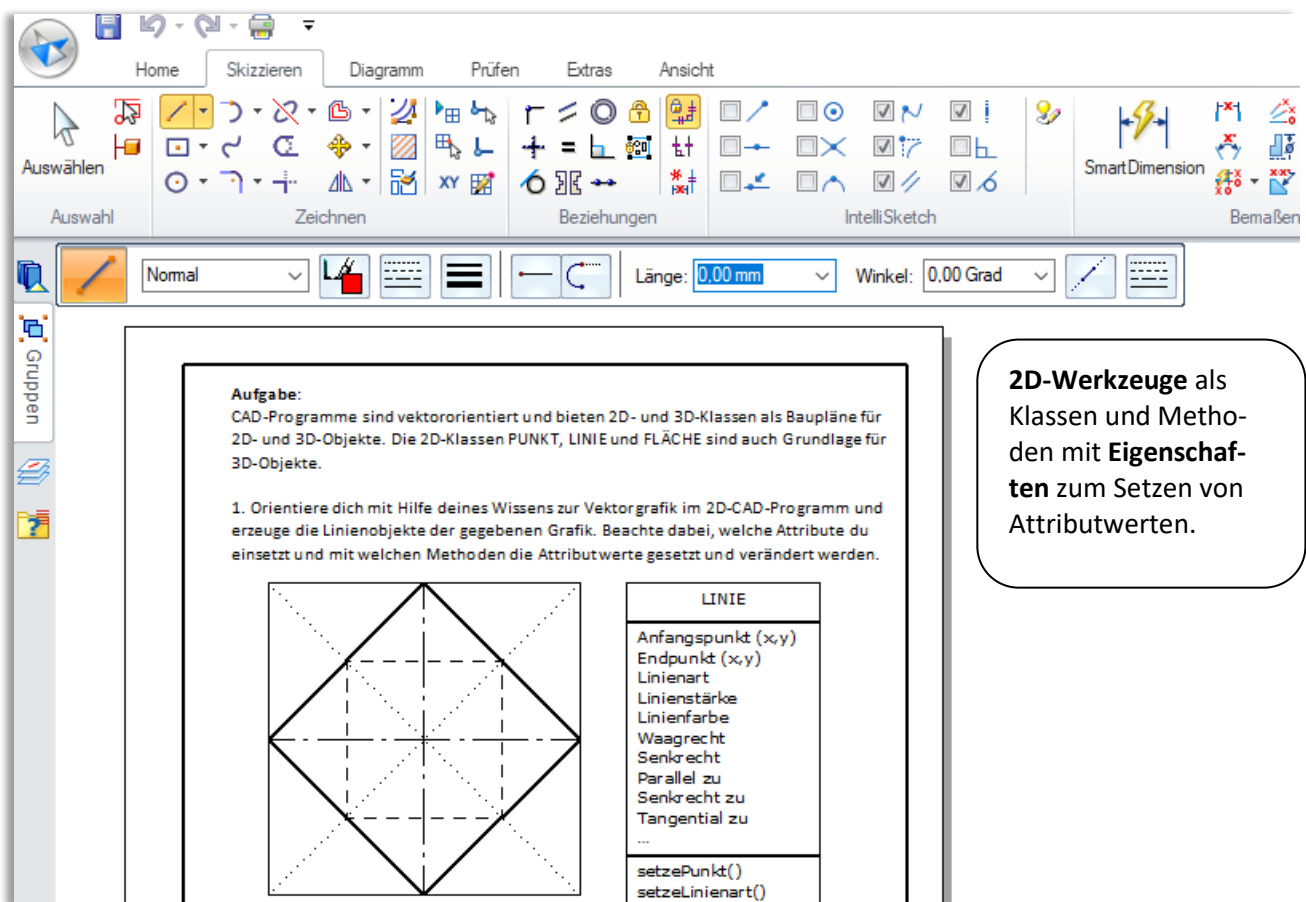 Home Skizzieren Diagramm Prüfen Extras Ansicht
Auswählen
XY
SmartDimension
Auswahl Zeichnen Beziehungen IntelliSketch Bemaßen
Normal Länge: 0,00 mm Winkel: 0,00 Grad
Gruppen
Aufgabe:
CAD-Programme sind vektororientiert und bieten 2D- und 3D-Klassen als Baupläne für
2D- und 3D-Objekte. Die 2D-Klassen PUNKT, LINIE und FLÄCHE sind auch Grundlage für
3D-Objekte.
1. Orientiere dich mit Hilfe deines Wissens zur Vektorgrafik im 2D-CAD-Programm und
erzeuge die Linienobjekte der gegebenen Grafik. Beachte dabei, welche Attribute du
einsetzt und mit welchen Methoden die Attributwerte gesetzt und verändert werden.
LINIE
Anfangspunkt (x,y)
Endpunkt (x,y)
Linienart
Linienstärke
Linienfarbe
Waagrecht
Senkrecht
Parallel zu
Senkrecht zu
Tangential zu
...
setzePunkt()
setzeLinienart()
2D-Werkzeuge als
Klassen und Metho-
den mit Eigenschaf-
ten zum Setzen von
Attributwerten.